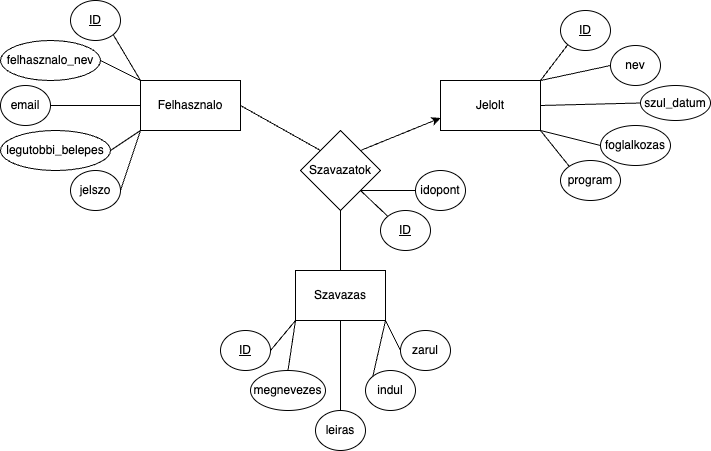 ID
felhasznalo_nev
email
legutobbi_belepes
jelszo
Felhasznalo
ID
nev
szul_datum
foglalkozas
program
Jelolt
Szavazatok
idopont
ID
Szavazas
ID
megnevezes
leiras
indul
zarul